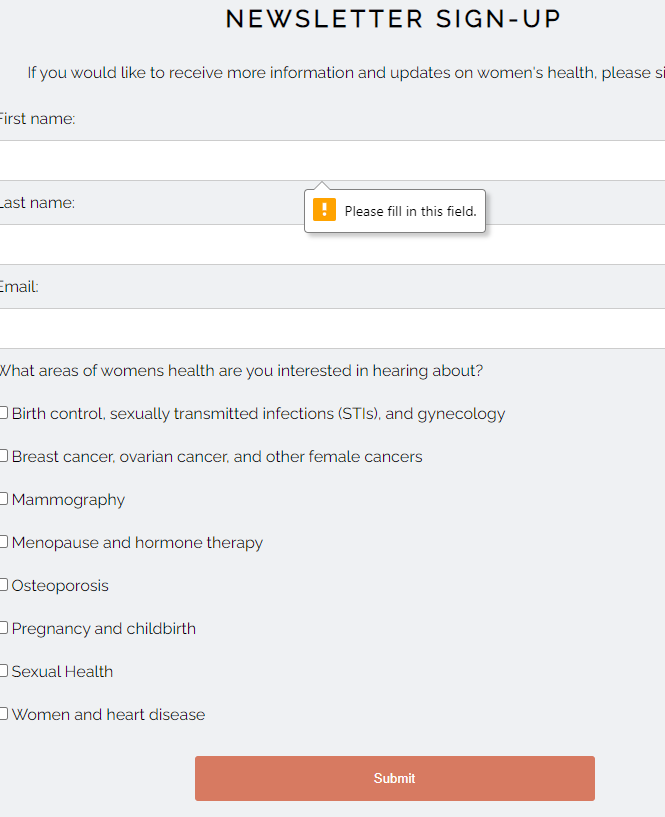 NEWSLETTER SIGN-UP
If you would like to receive more information and updates on women's health, please si
First name:
Please fill in this field.
Last name:
Email:
What areas of womens health are you interested in hearing about?
Birth control, sexually transmitted infections (STIs), and gynecology
Breast cancer, ovarian cancer, and other female cancers
Mammography
Menopause and hormone therapy
Osteoporosis
Pregnancy and childbirth
Sexual Health
Women and heart disease
Submit